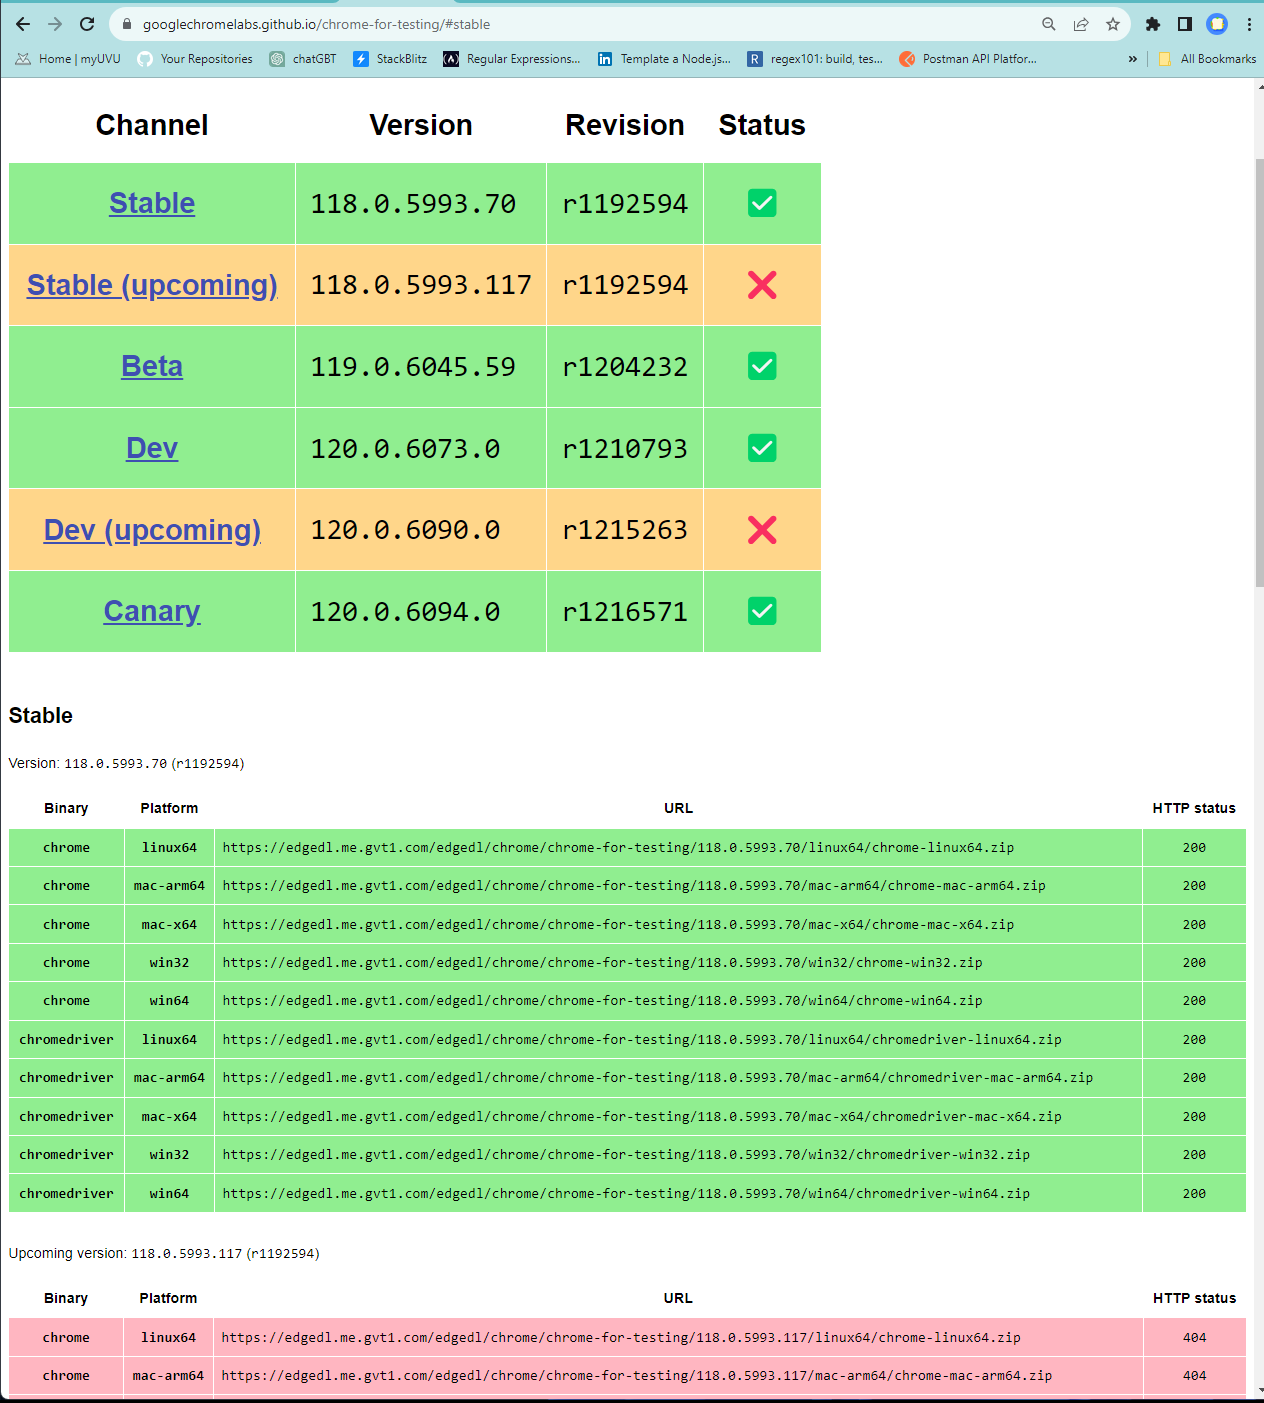 googlechromelabs.github.io/chrome-for-testing/#stable
Home | myUVU Your Repositories chatGBT StackBlitz Regular Expressions... Template a Node.js... regex101: build, tes... Postman API Platfor... » All Bookmarks
Channel Version Revision Status
Stable 118.0.5993.70 r1192594 ✅
Stable (upcoming) 118.0.5993.117 r1192594 ❌
Beta 119.0.6045.59 r1204232 ✅
Dev 120.0.6073.0 r1210793 ✅
Dev (upcoming) 120.0.6090.0 r1215263 ❌
Canary 120.0.6094.0 r1216571 ✅
Stable
Version: 118.0.5993.70 (r1192594)
Binary Platform URL HTTP status
chrome linux64 https://edgedl.me.gvt1.com/edgedl/chrome/chrome-for-testing/118.0.5993.70/linux64/chrome-linux64.zip 200
chrome mac-arm64 https://edgedl.me.gvt1.com/edgedl/chrome/chrome-for-testing/118.0.5993.70/mac-arm64/chrome-mac-arm64.zip 200
chrome mac-x64 https://edgedl.me.gvt1.com/edgedl/chrome/chrome-for-testing/118.0.5993.70/mac-x64/chrome-mac-x64.zip 200
chrome win32 https://edgedl.me.gvt1.com/edgedl/chrome/chrome-for-testing/118.0.5993.70/win32/chrome-win32.zip 200
chrome win64 https://edgedl.me.gvt1.com/edgedl/chrome/chrome-for-testing/118.0.5993.70/win64/chrome-win64.zip 200
chromedriver linux64 https://edgedl.me.gvt1.com/edgedl/chrome/chrome-for-testing/118.0.5993.70/linux64/chromedriver-linux64.zip 200
chromedriver mac-arm64 https://edgedl.me.gvt1.com/edgedl/chrome/chrome-for-testing/118.0.5993.70/mac-arm64/chromedriver-mac-arm64.zip 200
chromedriver mac-x64 https://edgedl.me.gvt1.com/edgedl/chrome/chrome-for-testing/118.0.5993.70/mac-x64/chromedriver-mac-x64.zip 200
chromedriver win32 https://edgedl.me.gvt1.com/edgedl/chrome/chrome-for-testing/118.0.5993.70/win32/chromedriver-win32.zip 200
chromedriver win64 https://edgedl.me.gvt1.com/edgedl/chrome/chrome-for-testing/118.0.5993.70/win64/chromedriver-win64.zip 200
Upcoming version: 118.0.5993.117 (r1192594)
Binary Platform URL HTTP status
chrome linux64 https://edgedl.me.gvt1.com/edgedl/chrome/chrome-for-testing/118.0.5993.117/linux64/chrome-linux64.zip 404
chrome mac-arm64 https://edgedl.me.gvt1.com/edgedl/chrome/chrome-for-testing/118.0.5993.117/mac-arm64/chrome-mac-arm64.zip 404